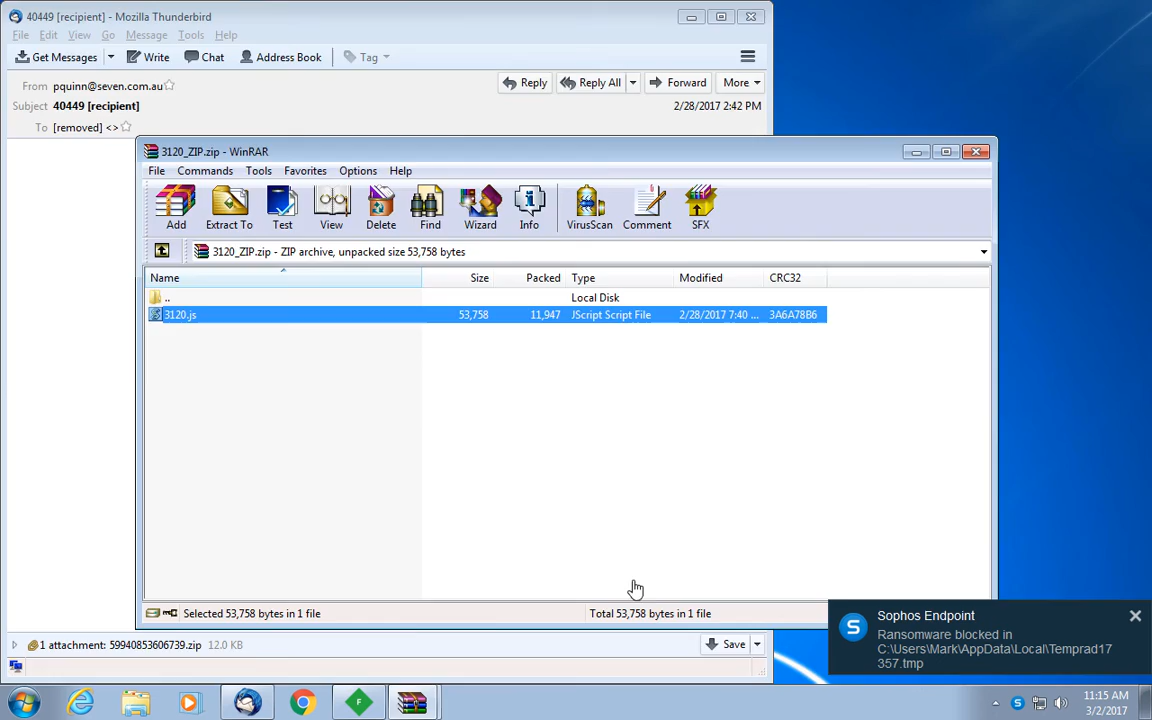 40449 [recipient] - Mozilla Thunderbird
File Edit View Go Message Tools Help
Get Messages Write Chat Address Book Tag
From pquinn@seven.com.au Reply Reply All Forward More
Subject 40449 [recipient] 2/28/2017 2:42 PM
To [removed] <>
3120_ZIP.zip - WinRAR
File Commands Tools Favorites Options Help
Add Extract To Test View Delete Find Wizard Info VirusScan Comment SFX
3120_ZIP.zip - ZIP archive, unpacked size 53,758 bytes
Name Size Packed Type Modified CRC32
.. Local Disk
3120.js 53,758 11,947 JScript Script File 2/28/2017 7:40 ... 3A6A78B6
Selected 53,758 bytes in 1 file Total 53,758 bytes in 1 file
1 attachment: 59940853606739.zip 12.0 KB Save
S
Sophos Endpoint
Ransomware blocked in
C:\Users\Mark\AppData\Local\Temprad17
357.tmp
F
S
11:15 AM
3/2/2017